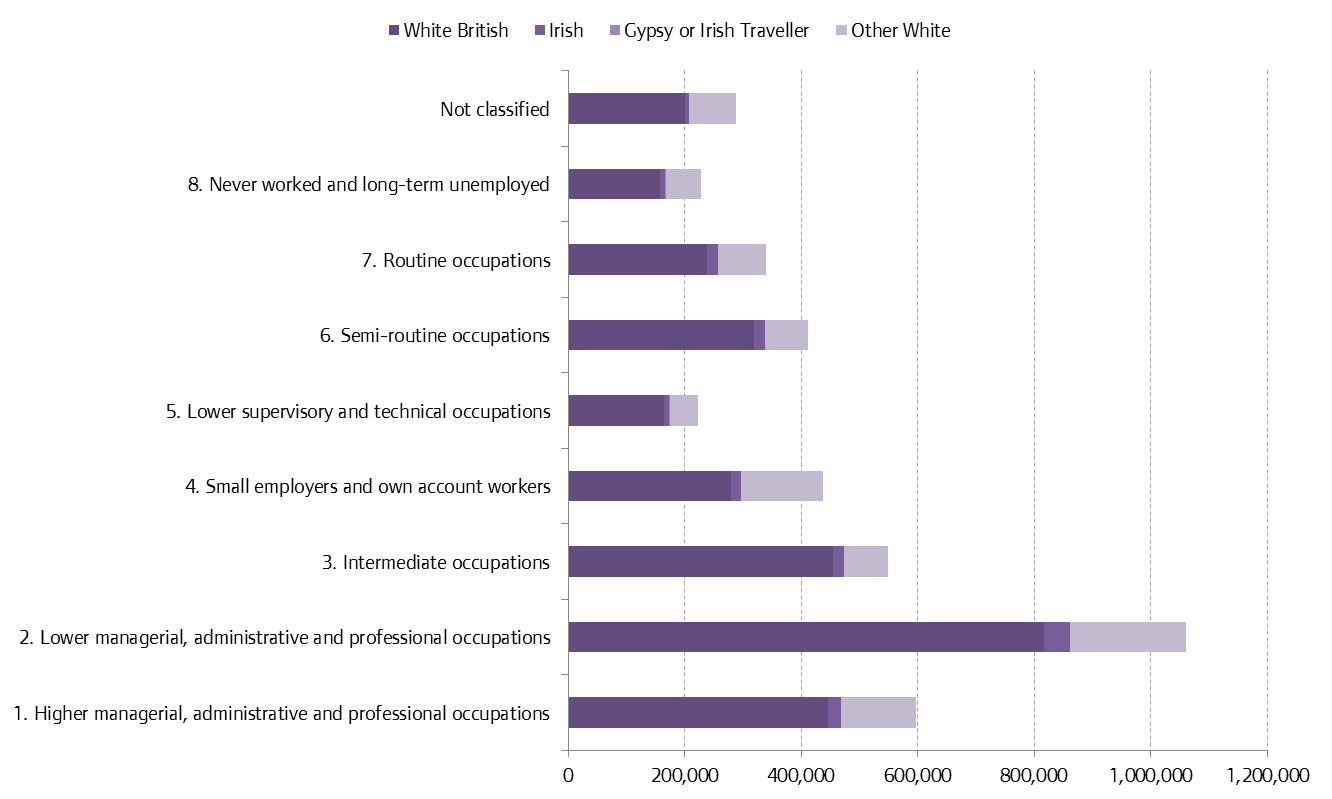 White British Irish Gypsy or Irish Traveller Other White
Not classified
8. Never worked and long-term unemployed
7. Routine occupations
6. Semi-routine occupations
5. Lower supervisory and technical occupations
4. Small employers and own account workers
3. Intermediate occupations
2. Lower managerial, administrative and professional occupations
1. Higher managerial, administrative and professional occupations
0 200,000 400,000 600,000 800,000 1,000,000 1,200,000